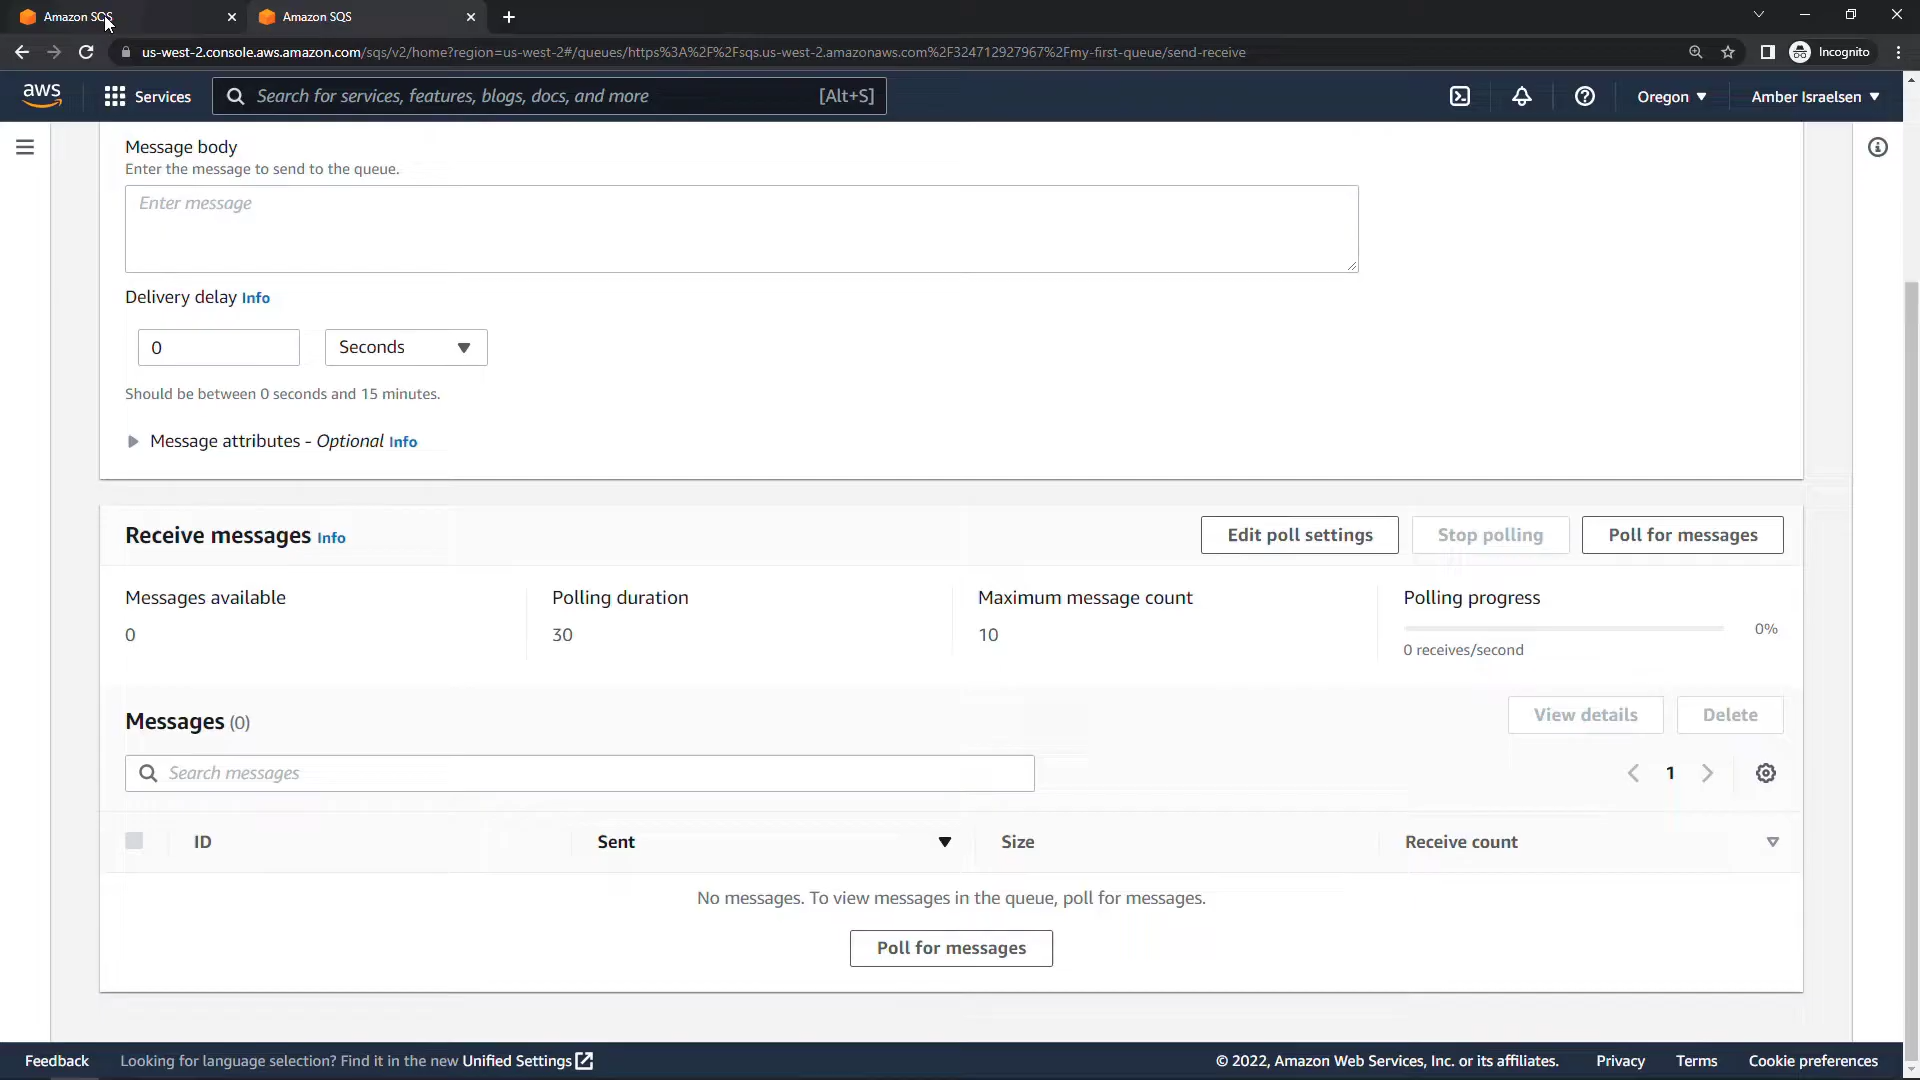 Amazon SQS
Amazon SQS
us-west-2.console.aws.amazon.com/sqs/v2/home?region=us-west-2#/queues/https%3A%2F%2Fsqs.us-west-2.amazonaws.com%2F324712927967%2Fmy-first-queue/send-receive
Incognito
aws
Services
Search for services, features, blogs, docs, and more
[Alt+S]
Oregon
Amber Israelsen
Message body
Enter the message to send to the queue.
Enter message
Delivery delay Info
0
Seconds
Should be between 0 seconds and 15 minutes.
Message attributes - Optional Info
Receive messages Info
Edit poll settings
Stop polling
Poll for messages
Messages available
0
Polling duration
30
Maximum message count
10
Polling progress
0%
0 receives/second
Messages (0)
View details
Delete
Search messages
1
ID
Sent
Size
Receive count
No messages. To view messages in the queue, poll for messages.
Poll for messages
Feedback
Looking for language selection? Find it in the new Unified Settings
© 2022, Amazon Web Services, Inc. or its affiliates.
Privacy
Terms
Cookie preferences